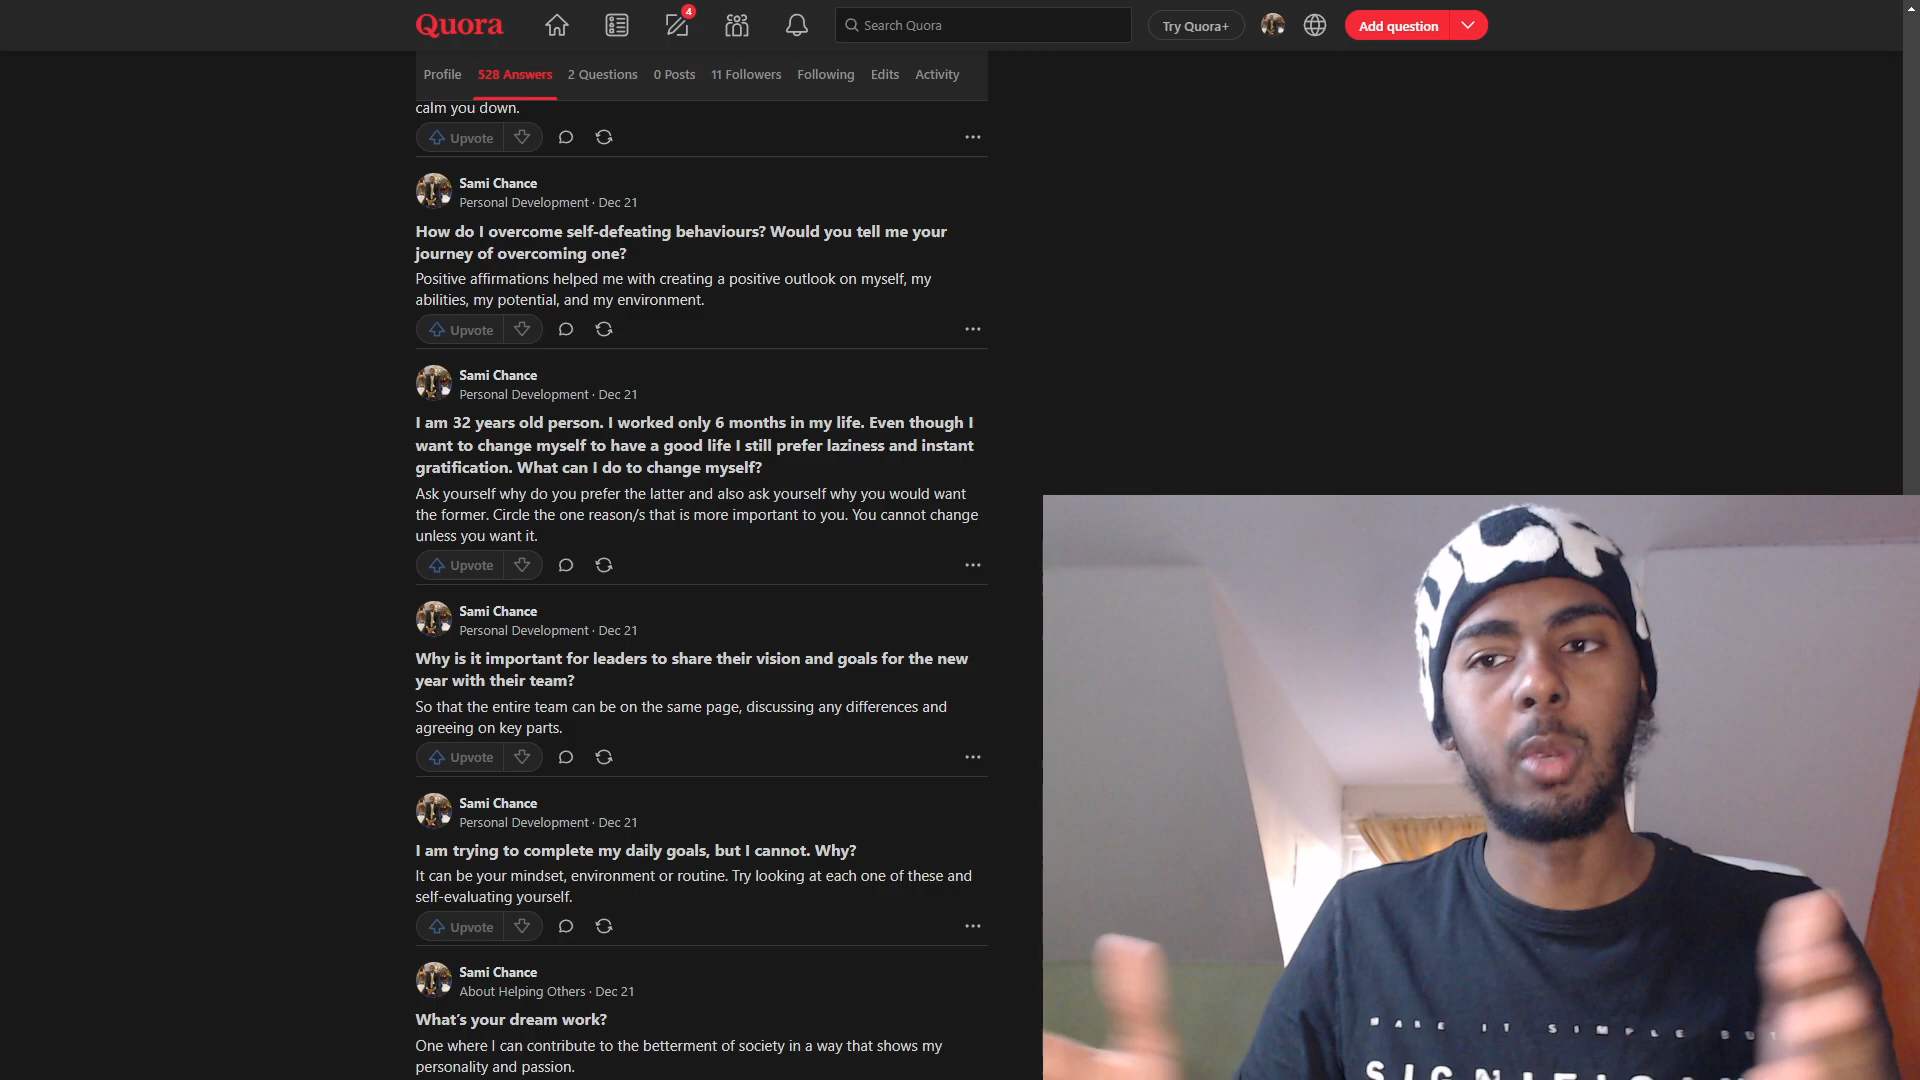 Quora
4
Search Quora
Try Quora+
Add question
Profile
528 Answers
2 Questions
0 Posts
11 Followers
Following
Edits
Activity
calm you down.
Upvote
Sami Chance
Personal Development · Dec 21
How do I overcome self-defeating behaviours? Would you tell me your
journey of overcoming one?
Positive affirmations helped me with creating a positive outlook on myself, my
abilities, my potential, and my environment.
Upvote
Sami Chance
Personal Development · Dec 21
I am 32 years old person. I worked only 6 months in my life. Even though I
want to change myself to have a good life I still prefer laziness and instant
gratification. What can I do to change myself?
Ask yourself why do you prefer the latter and also ask yourself why you would want
the former. Circle the one reason/s that is more important to you. You cannot change
unless you want it.
Upvote
Sami Chance
Personal Development · Dec 21
Why is it important for leaders to share their vision and goals for the new
year with their team?
So that the entire team can be on the same page, discussing any differences and
agreeing on key parts.
Upvote
Sami Chance
Personal Development · Dec 21
I am trying to complete my daily goals, but I cannot. Why?
It can be your mindset, environment or routine. Try looking at each one of these and
self-evaluating yourself.
Upvote
Sami Chance
About Helping Others · Dec 21
What's your dream work?
One where I can contribute to the betterment of society in a way that shows my
personality and passion.
MAKE IT SIMPLE BUT